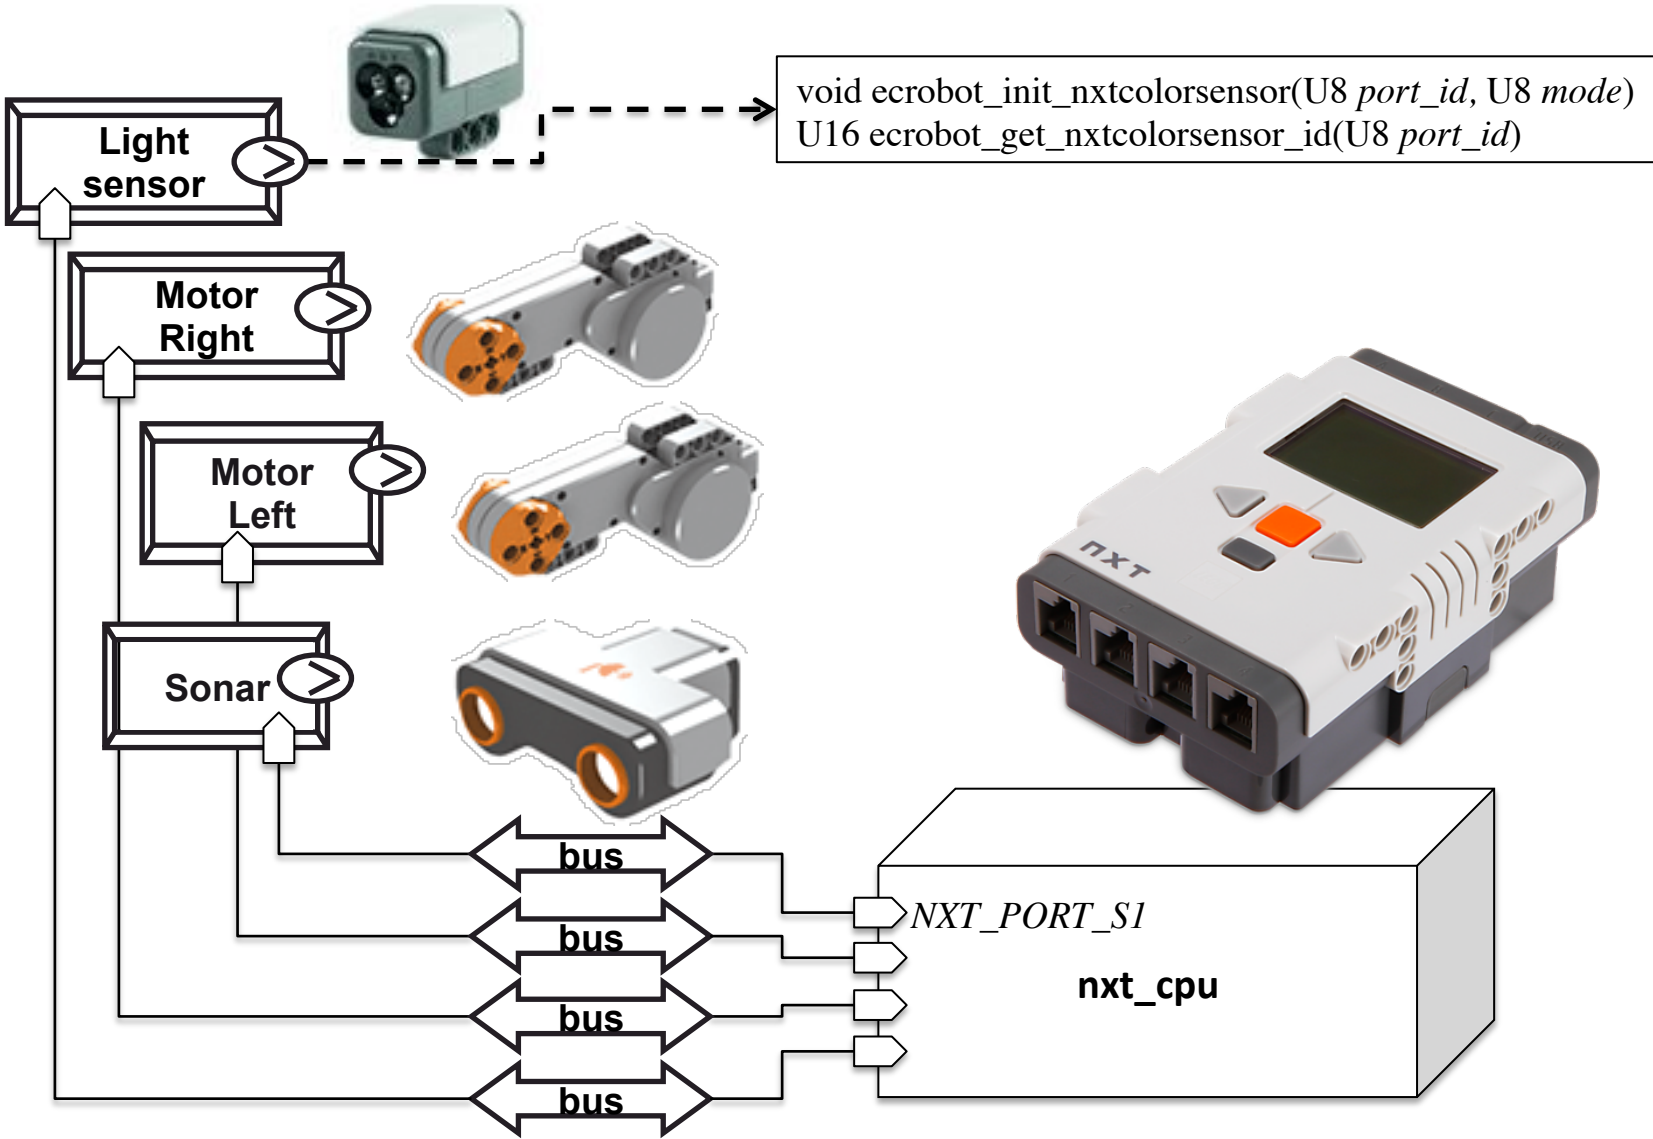 void ecrobot_init_nxtcolorsensor(U8 port_id, U8 mode)
U16 ecrobot_get_nxtcolorsensor_id(U8 port_id)
Light
sensor
Motor
Right
Motor
Left
Sonar
nxt
bus
bus
bus
bus
NXT_PORT_S1
nxt_cpu